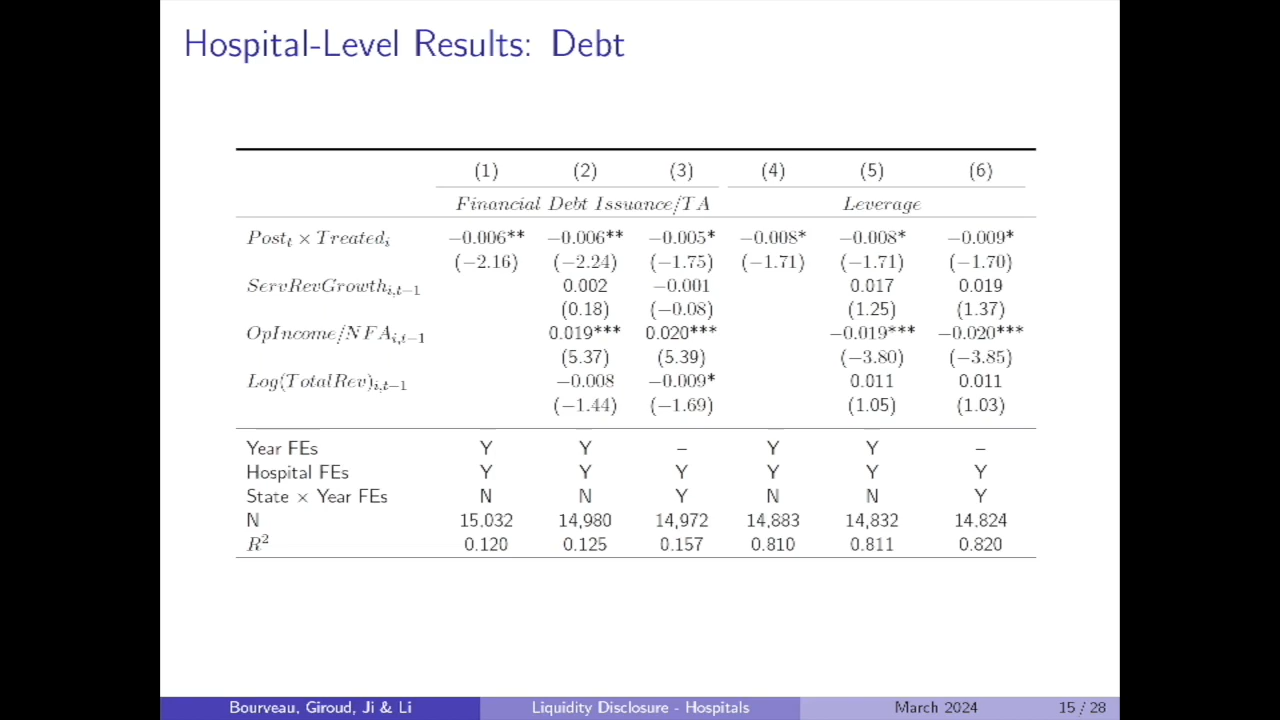 Hospital-Level Results: Debt
(1) (2) (3) (4) (5) (6)
Financial Debt Issuance/TA Leverage
Post_t × Treated_i −0.006** −0.006** −0.005* −0.008* −0.008* −0.009*
(−2.16) (−2.24) (−1.75) (−1.71) (−1.71) (−1.70)
ServRevGrowth_i,t−1 0.002 −0.001 0.017 0.019
(0.18) (−0.08) (1.25) (1.37)
OpIncome/NFA_i,t−1 0.019*** 0.020*** −0.019*** −0.020***
(5.37) (5.39) (−3.80) (−3.85)
Log(TotalRev)_i,t−1 −0.008 −0.009* 0.011 0.011
(−1.44) (−1.69) (1.05) (1.03)
Year FEs Y Y – Y Y –
Hospital FEs Y Y Y Y Y Y
State × Year FEs N N Y N N Y
N 15,032 14,980 14,972 14,883 14,832 14,824
R² 0.120 0.125 0.157 0.810 0.811 0.820
Bourveau, Giroud, Ji & Li Liquidity Disclosure - Hospitals March 2024 15 / 28